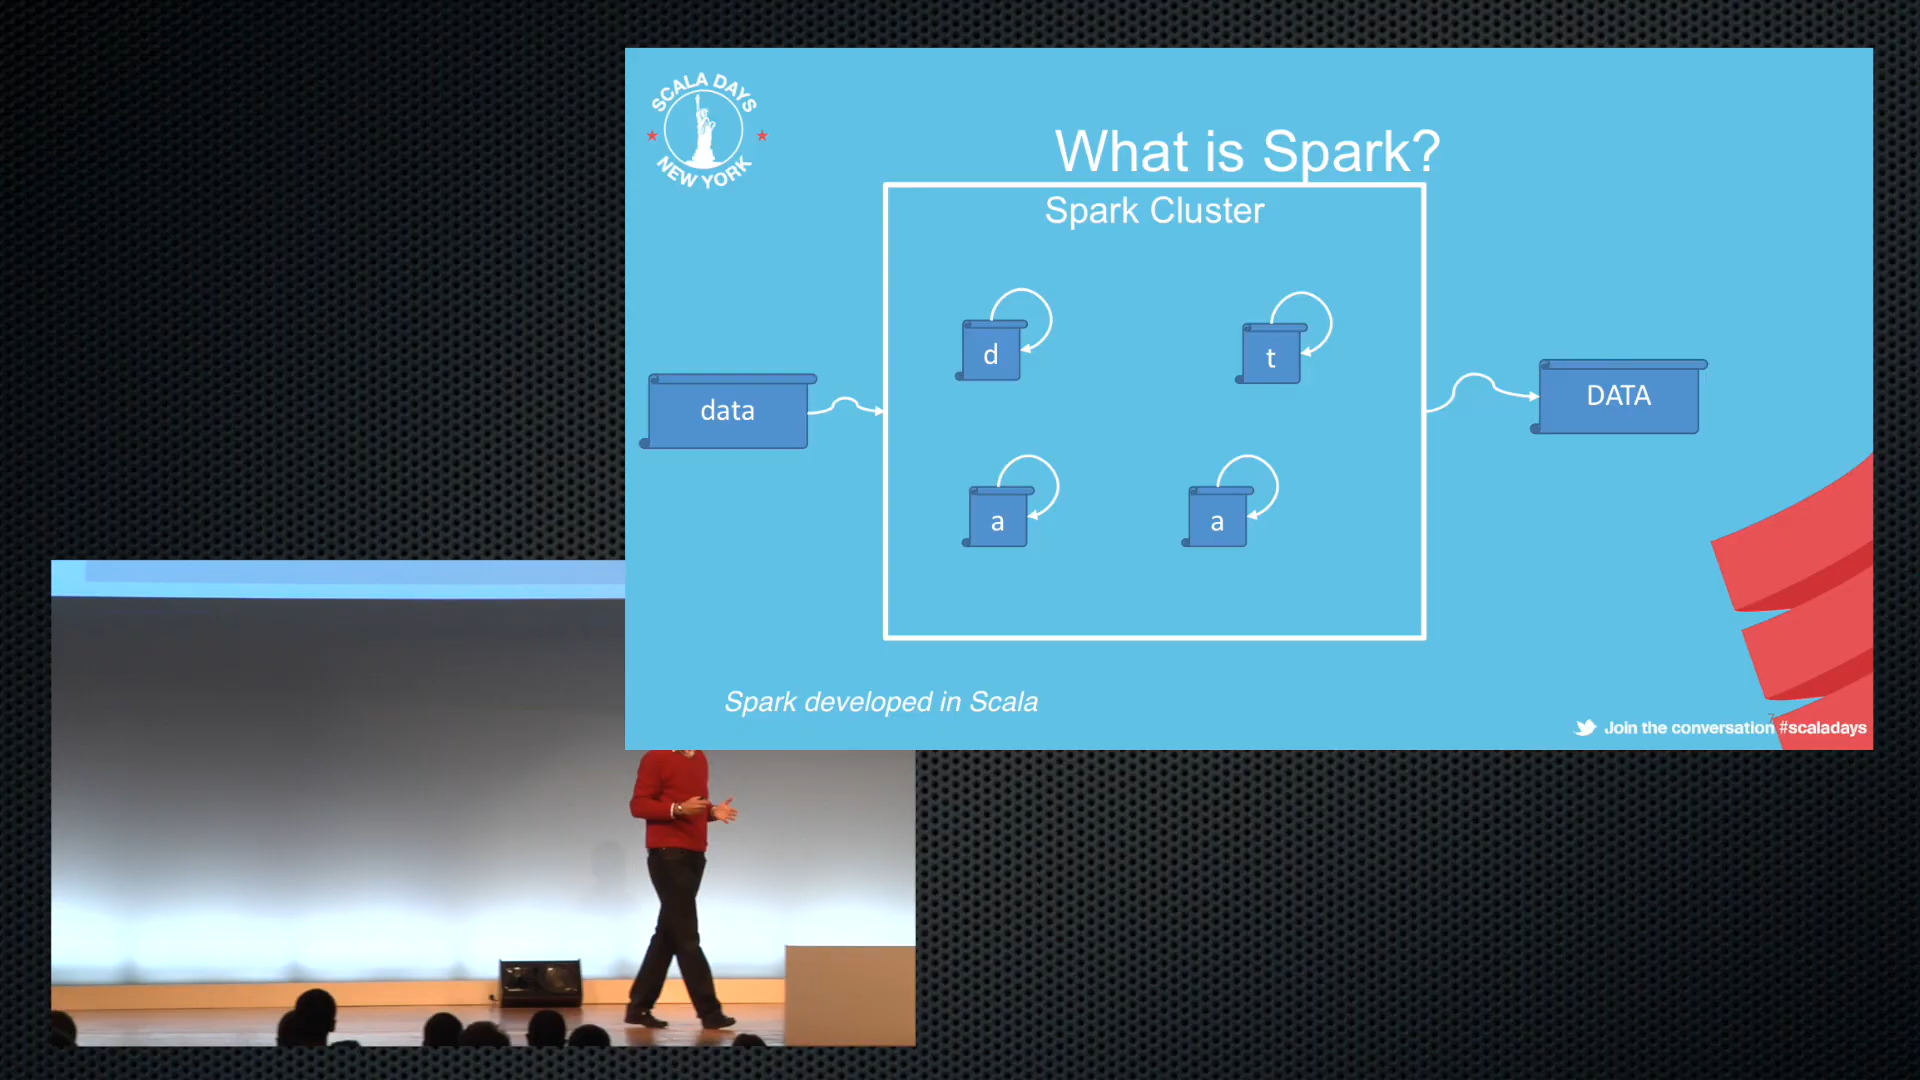 SCALA DAYS
NEW YORK
What is Spark?
Spark Cluster
d
t
data
DATA
a
a
Spark developed in Scala
7
Join the conversation #scaladays